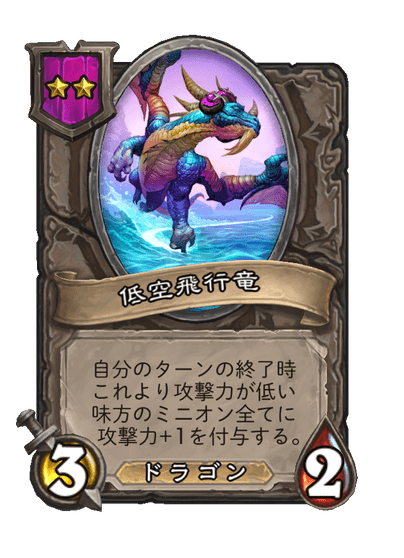 低空飛行竜
自分のターンの終了時
これより攻撃力が低い
味方のミニオン全てに
攻撃力+1を付与する。
3
ドラゴン
2